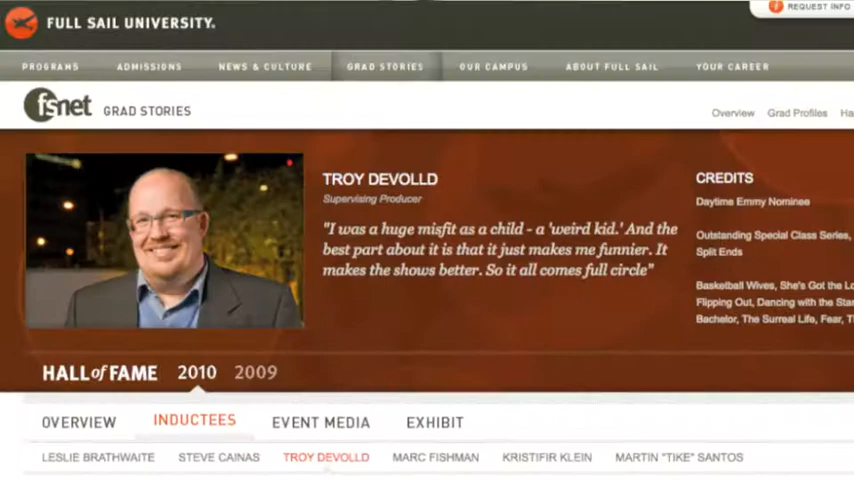 FULL SAIL UNIVERSITY.
REQUEST INFO
PROGRAMS ADMISSIONS NEWS & CULTURE GRAD STORIES OUR CAMPUS ABOUT FULL SAIL YOUR CAREER
fsnet GRAD STORIES
Overview Grad Profiles Ha
TROY DEVOLLD
Supervising Producer
"I was a huge misfit as a child - a 'weird kid.' And the
best part about it is that it just makes me funnier. It
makes the shows better. So it all comes full circle"
CREDITS
Daytime Emmy Nominee
Outstanding Special Class Series,
Split Ends
Basketball Wives, She's Got the Lo
Flipping Out, Dancing with the Star
Bachelor, The Surreal Life, Fear, T
HALL of FAME 2010 2009
OVERVIEW INDUCTEES EVENT MEDIA EXHIBIT
LESLIE BRATHWAITE STEVE CAINAS TROY DEVOLLD MARC FISHMAN KRISTIFIR KLEIN MARTIN "TIKE" SANTOS